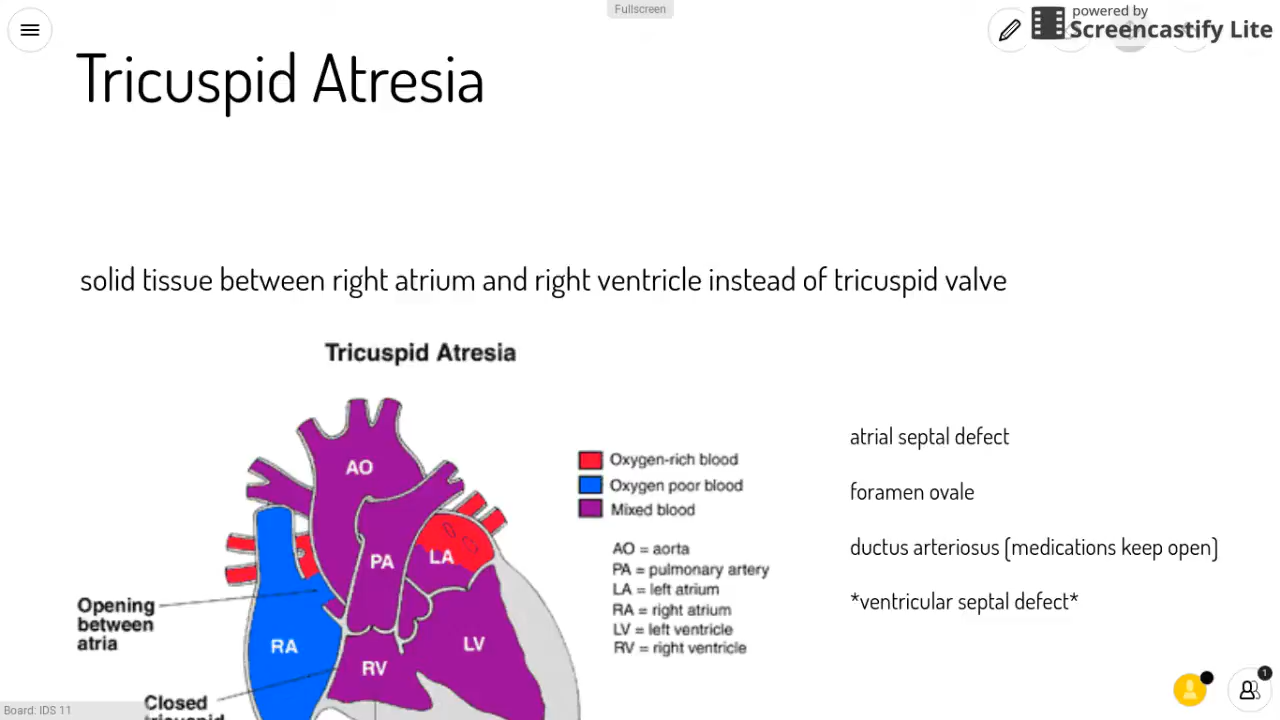 Fullscreen
powered by
Screencastify Lite
Tricuspid Atresia
solid tissue between right atrium and right ventricle instead of tricuspid valve
Tricuspid Atresia
AO
PA
LA
RA
LV
RV
Opening
between
atria
Closed
Oxygen-rich blood
Oxygen poor blood
Mixed blood
AO = aorta
PA = pulmonary artery
LA = left atrium
RA = right atrium
LV = left ventricle
RV = right ventricle
atrial septal defect
foramen ovale
ductus arteriosus (medications keep open)
*ventricular septal defect*
Board: IDS 11
1